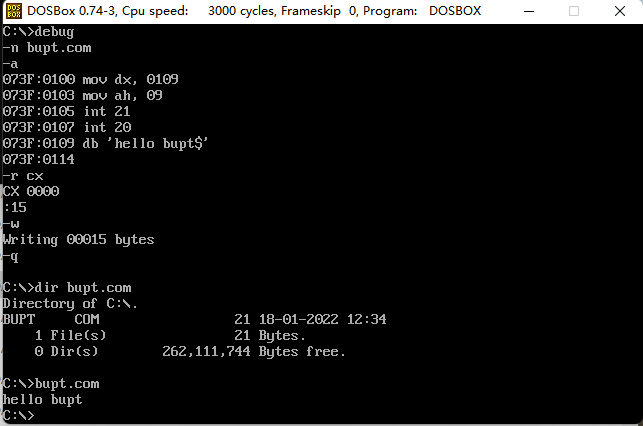 DOSBox 0.74-3, Cpu speed: 3000 cycles, Frameskip 0, Program: DOSBOX
C:\>debug
-n bupt.com
-a
073F:0100 mov dx, 0109
073F:0103 mov ah, 09
073F:0105 int 21
073F:0107 int 20
073F:0109 db 'hello bupt$'
073F:0114
-r cx
CX 0000
:15
-w
Writing 00015 bytes
-q
C:\>dir bupt.com
Directory of C:\.
BUPT COM 21 18-01-2022 12:34
1 File(s) 21 Bytes.
0 Dir(s) 262,111,744 Bytes free.
C:\>bupt.com
hello bupt
C:\>